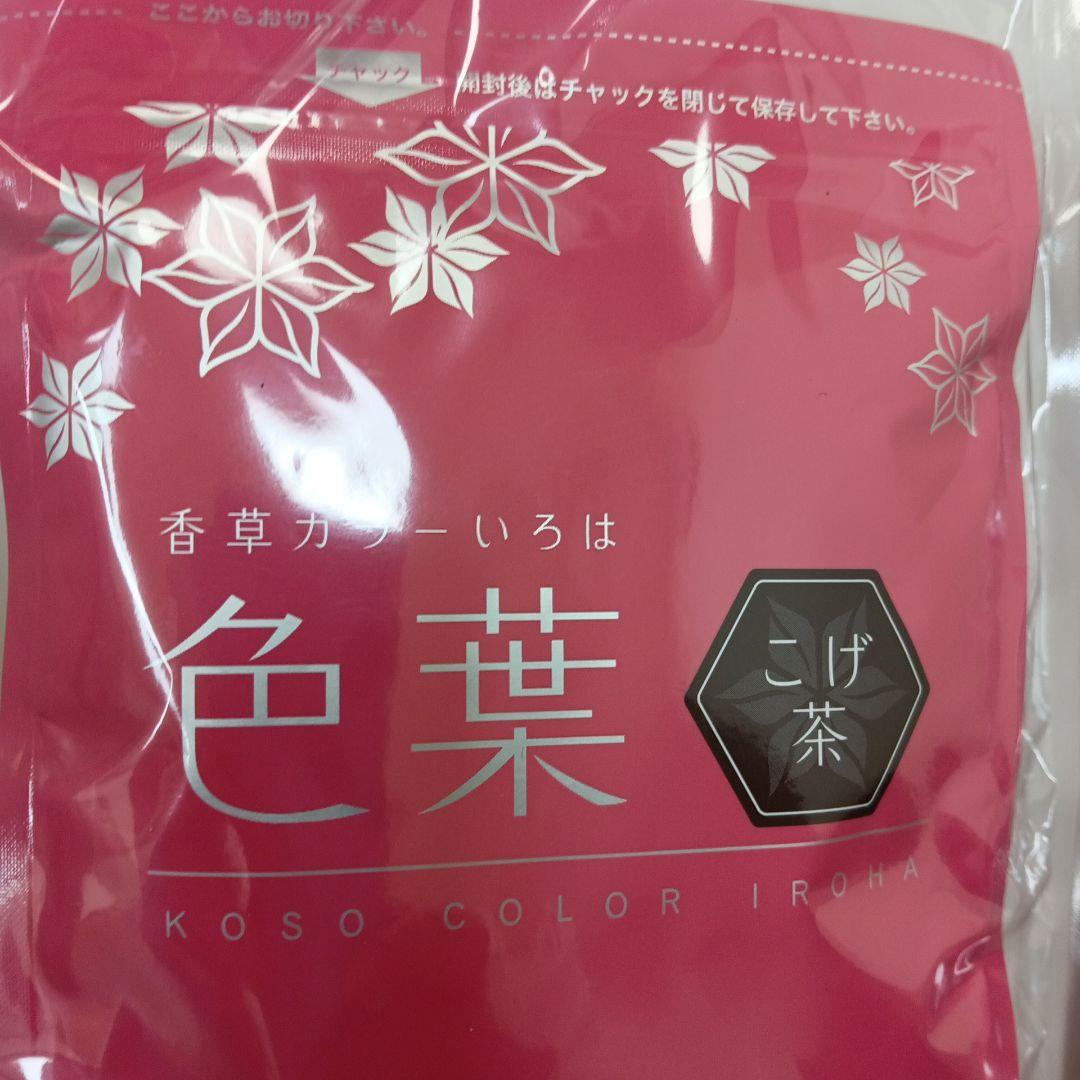 ここからお切り下さい。
チャック
開封後はチャックを閉じて保存して下さい。
香草カラーいろは
色葉
こげ
茶
KOSO COLOR IROHA